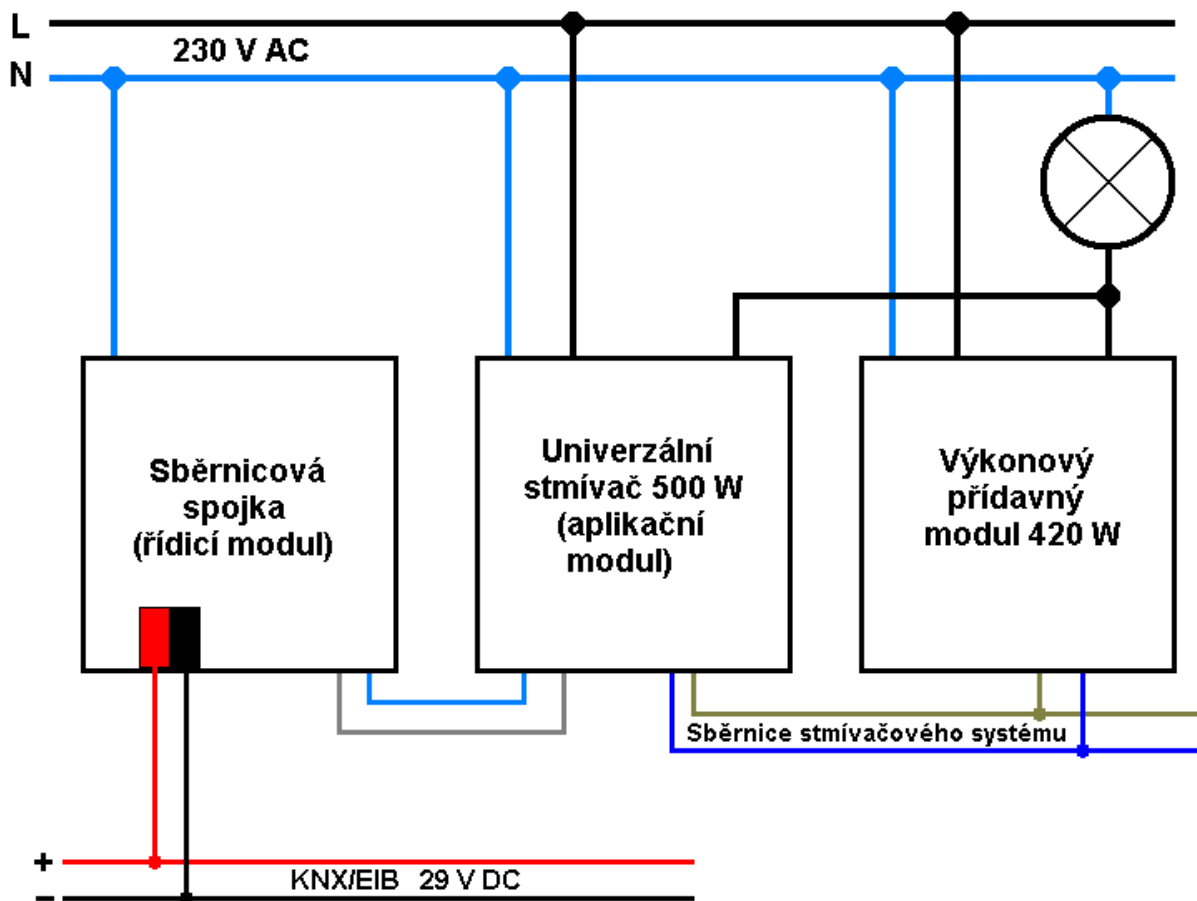 L
230 V AC
N
Sběrnicová
spojka
(řídicí modul)
Univerzální
stmívač 500 W
(aplikační
modul)
Výkonový
přídavný
modul 420 W
Sběrnice stmívačového systému
+
KNX/EIB 29 V DC
–